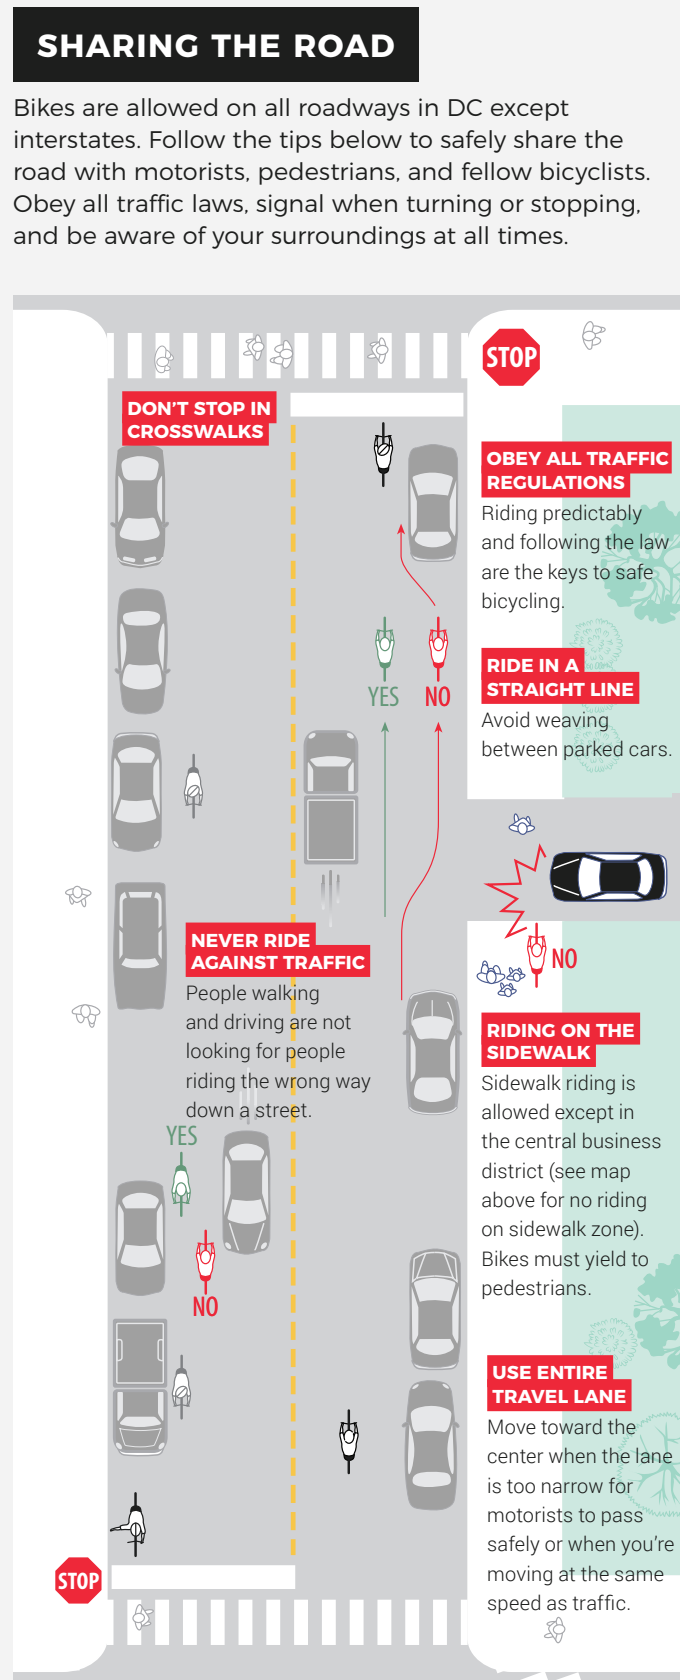 SHARING THE ROAD
Bikes are allowed on all roadways in DC except
interstates. Follow the tips below to safely share the
road with motorists, pedestrians, and fellow bicyclists.
Obey all traffic laws, signal when turning or stopping,
and be aware of your surroundings at all times.
STOP
DON'T STOP IN
CROSSWALKS
OBEY ALL TRAFFIC
REGULATIONS
Riding predictably
and following the law
are the keys to safe
bicycling.
YES
NO
RIDE IN A
STRAIGHT LINE
Avoid weaving
between parked cars.
NEVER RIDE
AGAINST TRAFFIC
People walking
and driving are not
looking for people
riding the wrong way
down a street.
NO
RIDING ON THE
SIDEWALK
Sidewalk riding is
allowed except in
the central business
district (see map
above for no riding
on sidewalk zone).
Bikes must yield to
pedestrians.
YES
NO
USE ENTIRE
TRAVEL LANE
Move toward the
center when the lane
is too narrow for
motorists to pass
safely or when you're
moving at the same
speed as traffic.
STOP